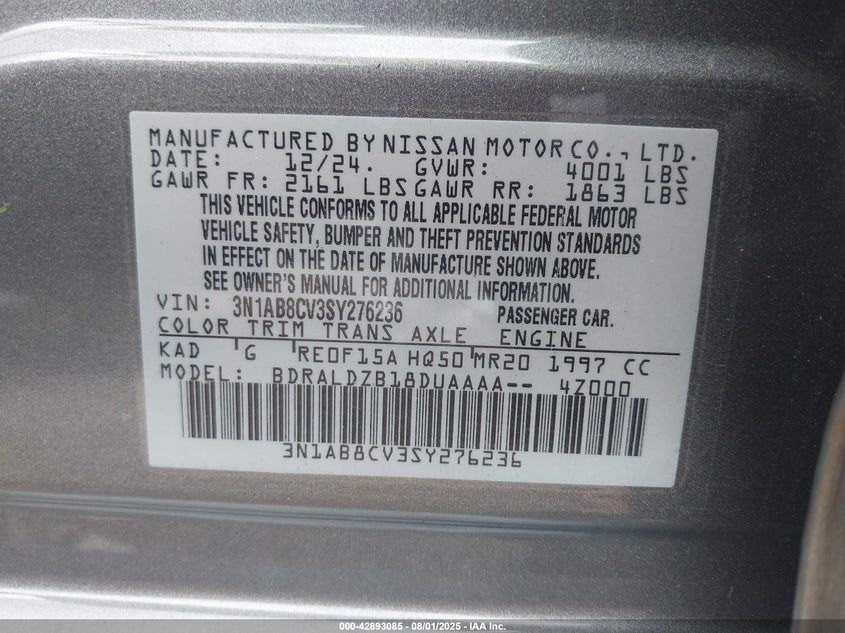 MANUFACTURED BY NISSAN MOTOR CO., LTD.
DATE: 12/24. GVWR: 4001 LBS
GAWR FR: 2161 LBS GAWR RR: 1863 LBS
THIS VEHICLE CONFORMS TO ALL APPLICABLE FEDERAL MOTOR
VEHICLE SAFETY, BUMPER AND THEFT PREVENTION STANDARDS
IN EFFECT ON THE DATE OF MANUFACTURE SHOWN ABOVE.
SEE OWNER'S MANUAL FOR ADDITIONAL INFORMATION.
VIN: 3N1AB8CV3SY276236 PASSENGER CAR.
COLOR TRIM TRANS AXLE ENGINE
KAD G RE0F15A HQ50 MR20 1997 CC
MODEL: BDRALDZB18DUAAAA-- 4Z000
3N1AB8CV3SY276236
000-42893085 - 08/01/2025 - IAA Inc.